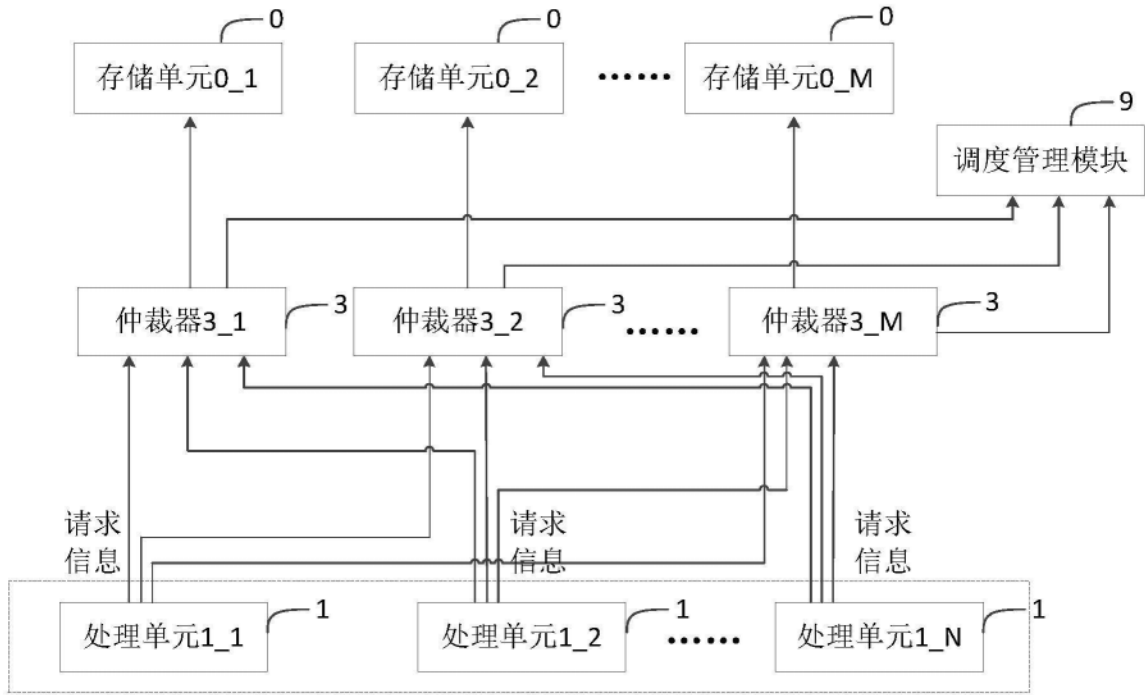 0
0
0
存储单元0_1
存储单元0_2
……
存储单元0_M
9
调度管理模块
仲裁器3_1
3
仲裁器3_2
3
……
仲裁器3_M
3
请求
信息
请求
信息
请求
信息
处理单元1_1
1
处理单元1_2
1
……
处理单元1_N
1